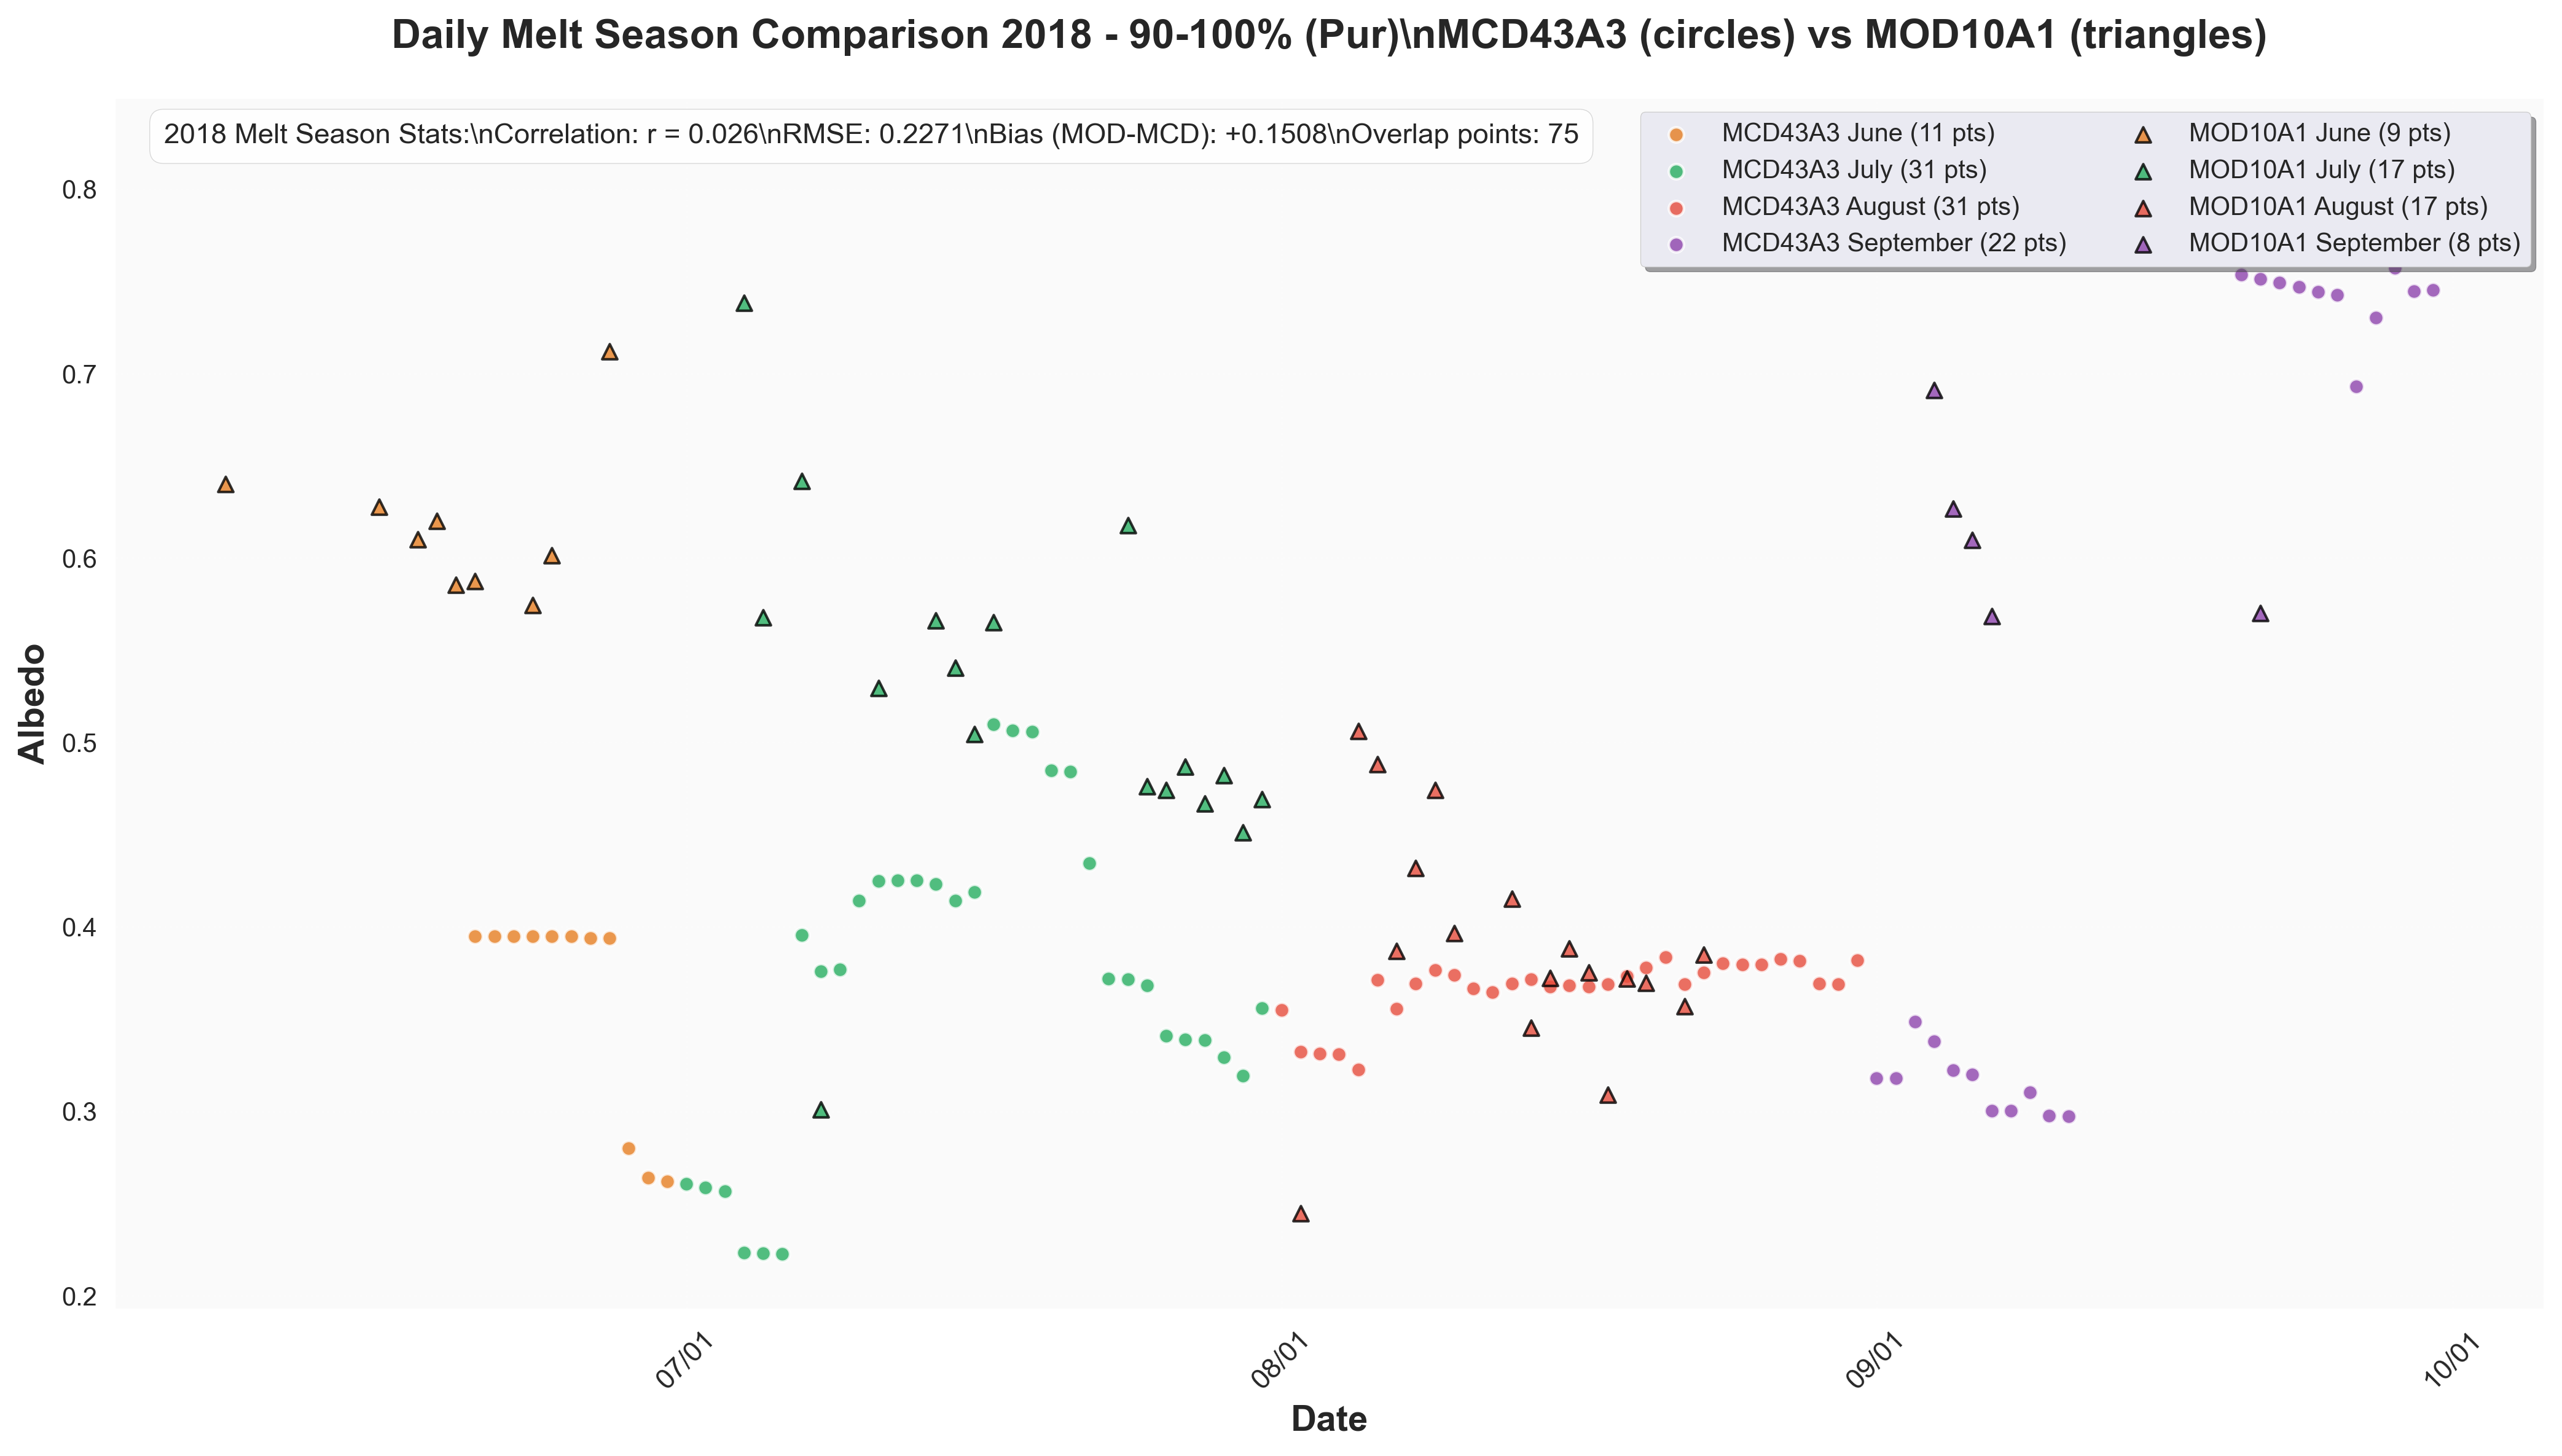 Daily Melt Season Comparison 2018 - 90-100% (Pur)\nMCD43A3 (circles) vs MOD10A1 (triangles)
2018 Melt Season Stats:\nCorrelation: r = 0.026\nRMSE: 0.2271\nBias (MOD-MCD): +0.1508\nOverlap points: 75
MCD43A3 June (11 pts)
MCD43A3 July (31 pts)
MCD43A3 August (31 pts)
MCD43A3 September (22 pts)
MOD10A1 June (9 pts)
MOD10A1 July (17 pts)
MOD10A1 August (17 pts)
MOD10A1 September (8 pts)
Albedo
0.8
0.7
0.6
0.5
0.4
0.3
0.2
07/01
08/01
09/01
10/01
Date